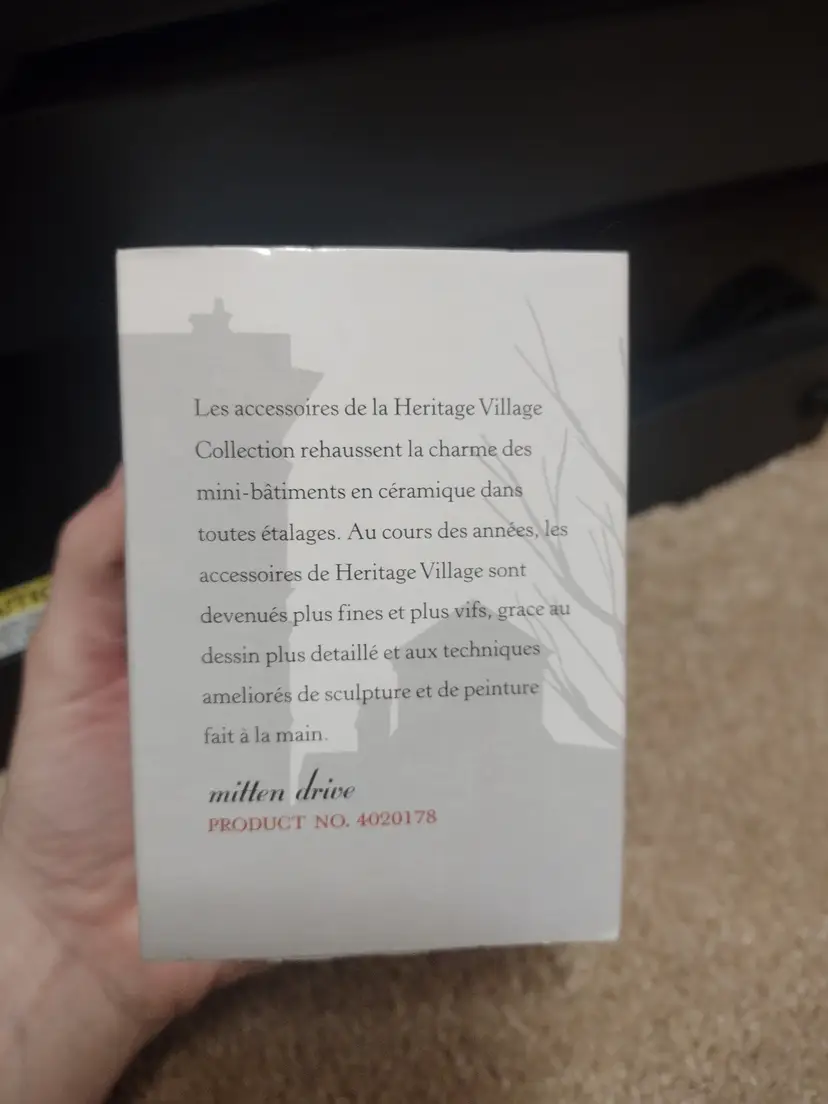 Les accessoires de la Heritage Village
Collection rehaussent la charme des
mini-bâtiments en céramique dans
toutes étalages. Au cours des années, les
accessoires de Heritage Village sont
devenués plus fines et plus vifs, grace au
dessin plus detaillé et aux techniques
ameliorés de sculpture et de peinture
fait à la main.
mitten drive
PRODUCT NO. 4020178